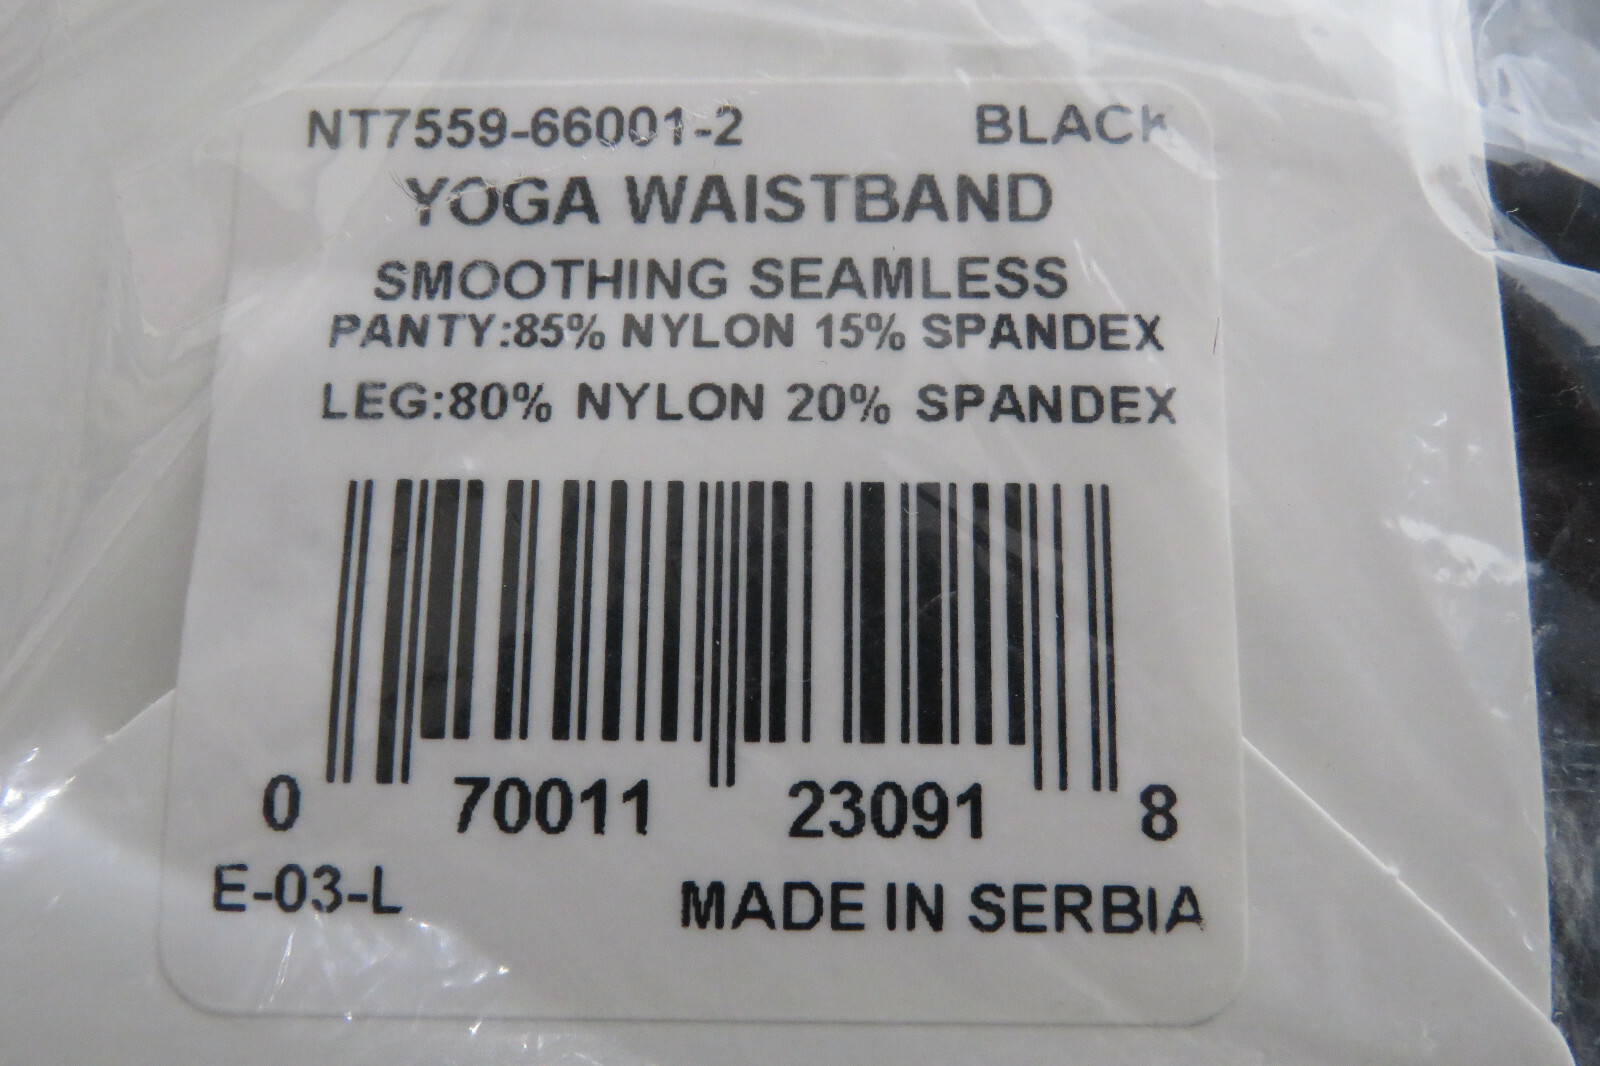 NT7559-66001-2 BLACK
YOGA WAISTBAND
SMOOTHING SEAMLESS
PANTY:85% NYLON 15% SPANDEX
LEG:80% NYLON 20% SPANDEX
0 70011 23091 8
E-03-L MADE IN SERBIA